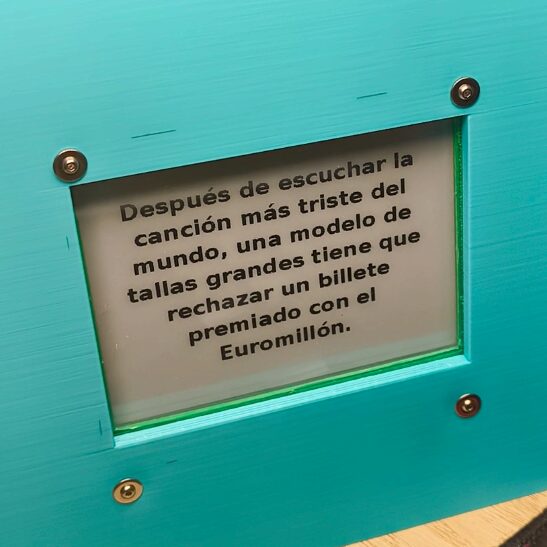 Después de escuchar la
canción más triste del
mundo, una modelo de
tallas grandes tiene que
rechazar un billete
premiado con el
Euromillón.